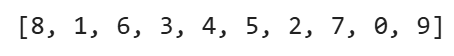 [8, 1, 6, 3, 4, 5, 2, 7, 0, 9]